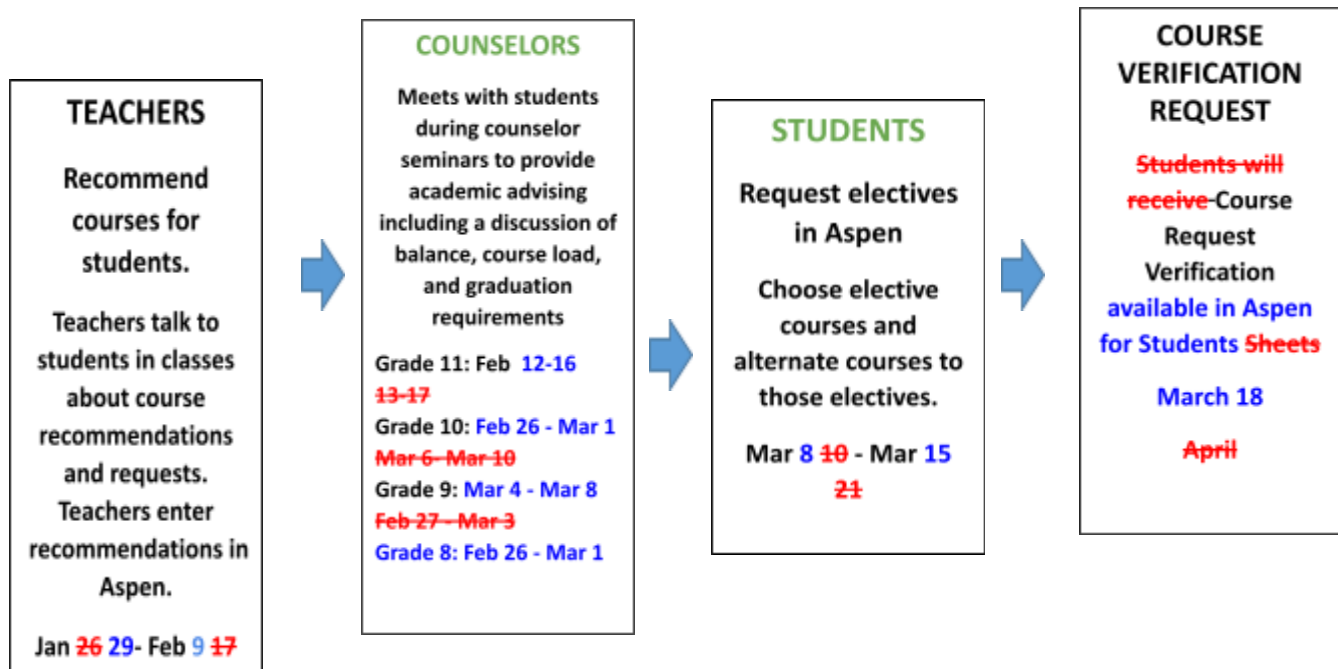 TEACHERS
Recommend
courses for
students.
Teachers talk to
students in classes
about course
recommendations
and requests.
Teachers enter
recommendations in
Aspen.
Jan 26 29- Feb 9 17
COUNSELORS
Meets with students
during counselor
seminars to provide
academic advising
including a discussion of
balance, course load,
and graduation
requirements
Grade 11: Feb 12-16
13-17
Grade 10: Feb 26 - Mar 1
Mar 6- Mar 10
Grade 9: Mar 4 - Mar 8
Feb 27 - Mar 3
Grade 8: Feb 26 - Mar 1
STUDENTS
Request electives
in Aspen
Choose elective
courses and
alternate courses to
those electives.
Mar 8 10 - Mar 15
21
COURSE
VERIFICATION
REQUEST
Students will
receive Course
Request
Verification
available in Aspen
for Students Sheets
March 18
April